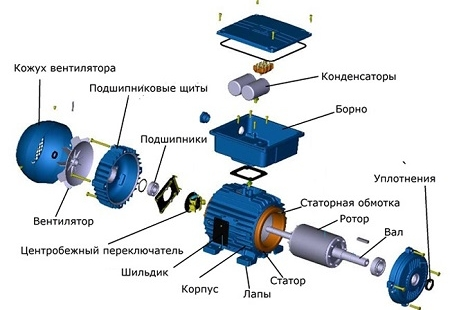 Кожух вентилятора
Подшипниковые щиты
Конденсаторы
Борно
Подшипники
Уплотнения
Вентилятор
Статорная обмотка
Ротор
Вал
Центробежный переключатель
Шильдик
Корпус
Статор
Лапы